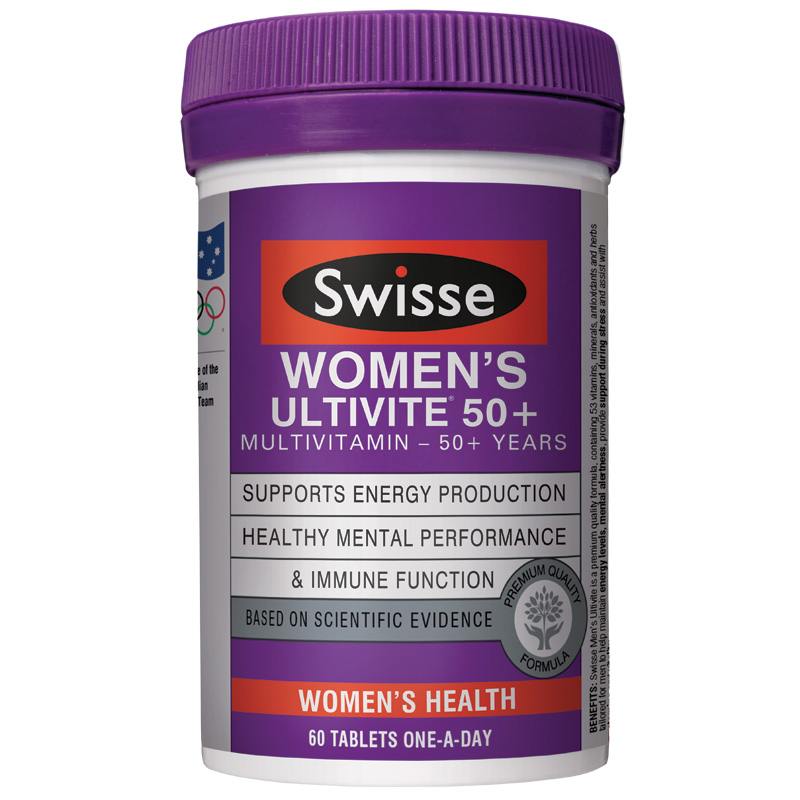 Swisse
WOMEN'S
ULTIVITE® 50+
MULTIVITAMIN – 50+ YEARS
SUPPORTS ENERGY PRODUCTION
HEALTHY MENTAL PERFORMANCE
& IMMUNE FUNCTION
BASED ON SCIENTIFIC EVIDENCE
PREMIUM QUALITY
FORMULA
WOMEN'S HEALTH
60 TABLETS ONE-A-DAY
of the
Team
BENEFITS: Swisse Men's Ultivite is a premium quality formula, containing 53 vitamins, minerals, antioxidants and herbs
tailored for men to help maintain energy levels, mental alertness, provide support during stress and assist with